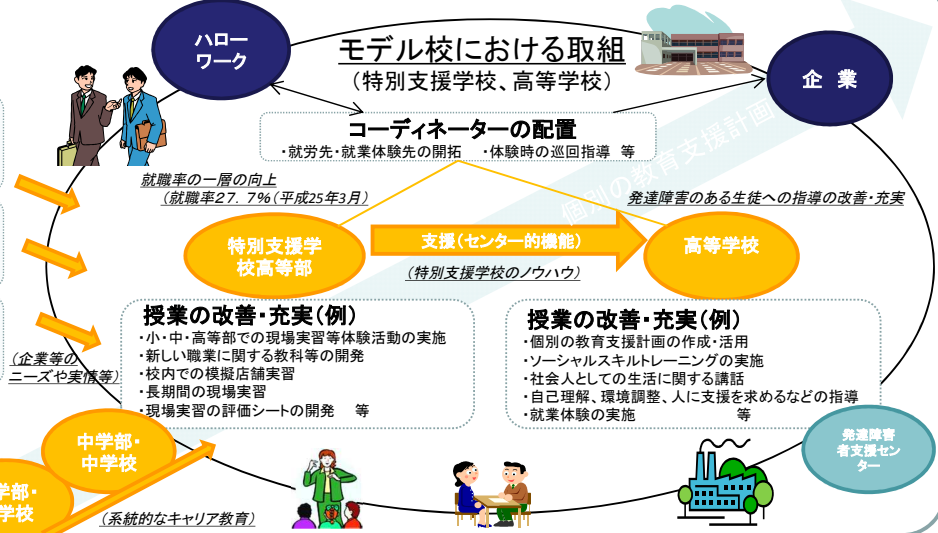 ハロー
ワーク
モデル校における取組
（特別支援学校、高等学校）
企 業
コーディネーターの配置
・就労先・就業体験先の開拓 ・体験時の巡回指導 等
個別の教育支援計画
就職率の一層の向上
（就職率27．7％（平成25年3月）
発達障害のある生徒への指導の改善・充実
特別支援学
校高等部
支援（センター的機能）
高等学校
（特別支援学校のノウハウ）
授業の改善・充実（例）
・小・中・高等部での現場実習等体験活動の実施
・新しい職業に関する教科等の開発
・校内での模擬店舗実習
・長期間の現場実習
・現場実習の評価シートの開発 等
授業の改善・充実（例）
・個別の教育支援計画の作成・活用
・ソーシャルスキルトレーニングの実施
・社会人としての生活に関する講話
・自己理解、環境調整、人に支援を求めるなどの指導
・就業体験の実施 等
（企業等の
ニーズや実情等）
中学部・
中学校
発達障害
者支援セン
ター
学部・
学校
（系統的なキャリア教育）